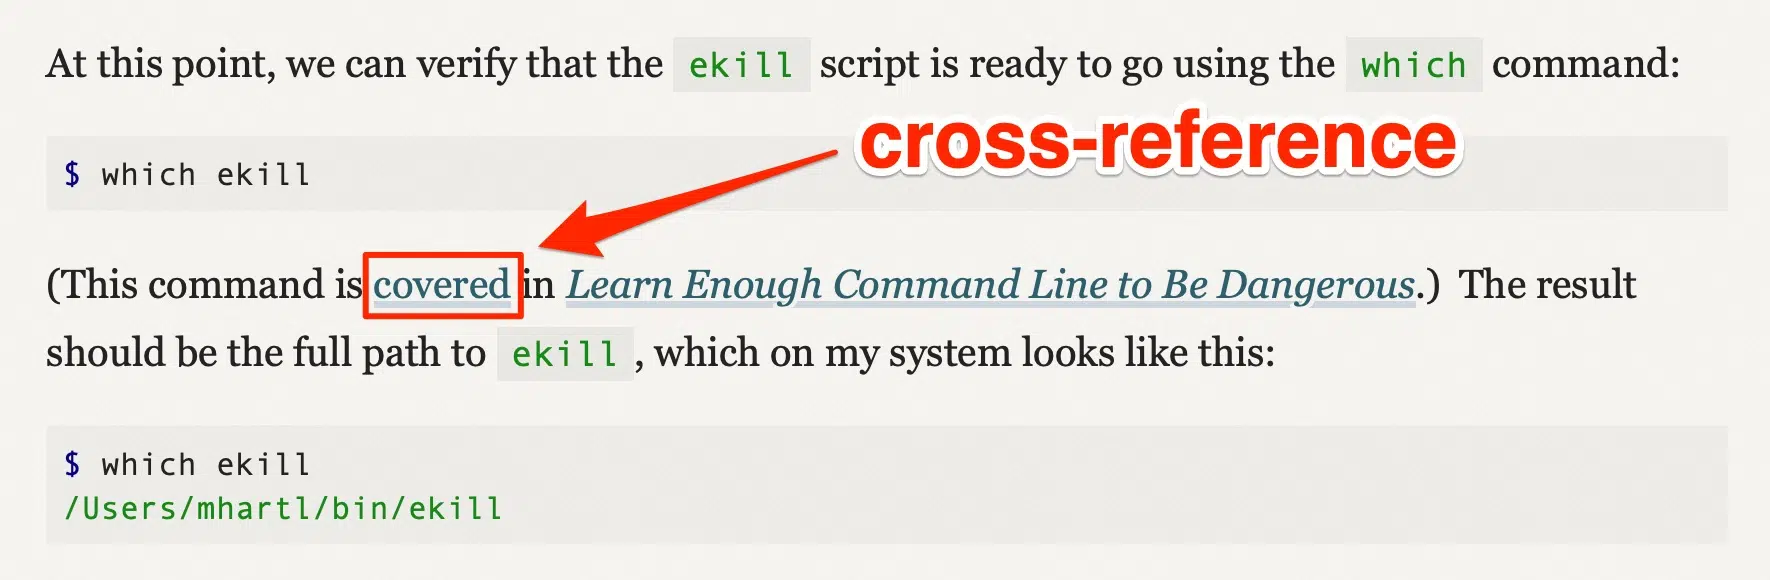 At this point, we can verify that the ekill script is ready to go using the which command:
cross-reference
$ which ekill
(This command is covered in Learn Enough Command Line to Be Dangerous.) The result
should be the full path to ekill, which on my system looks like this:
$ which ekill
/Users/mhartl/bin/ekill